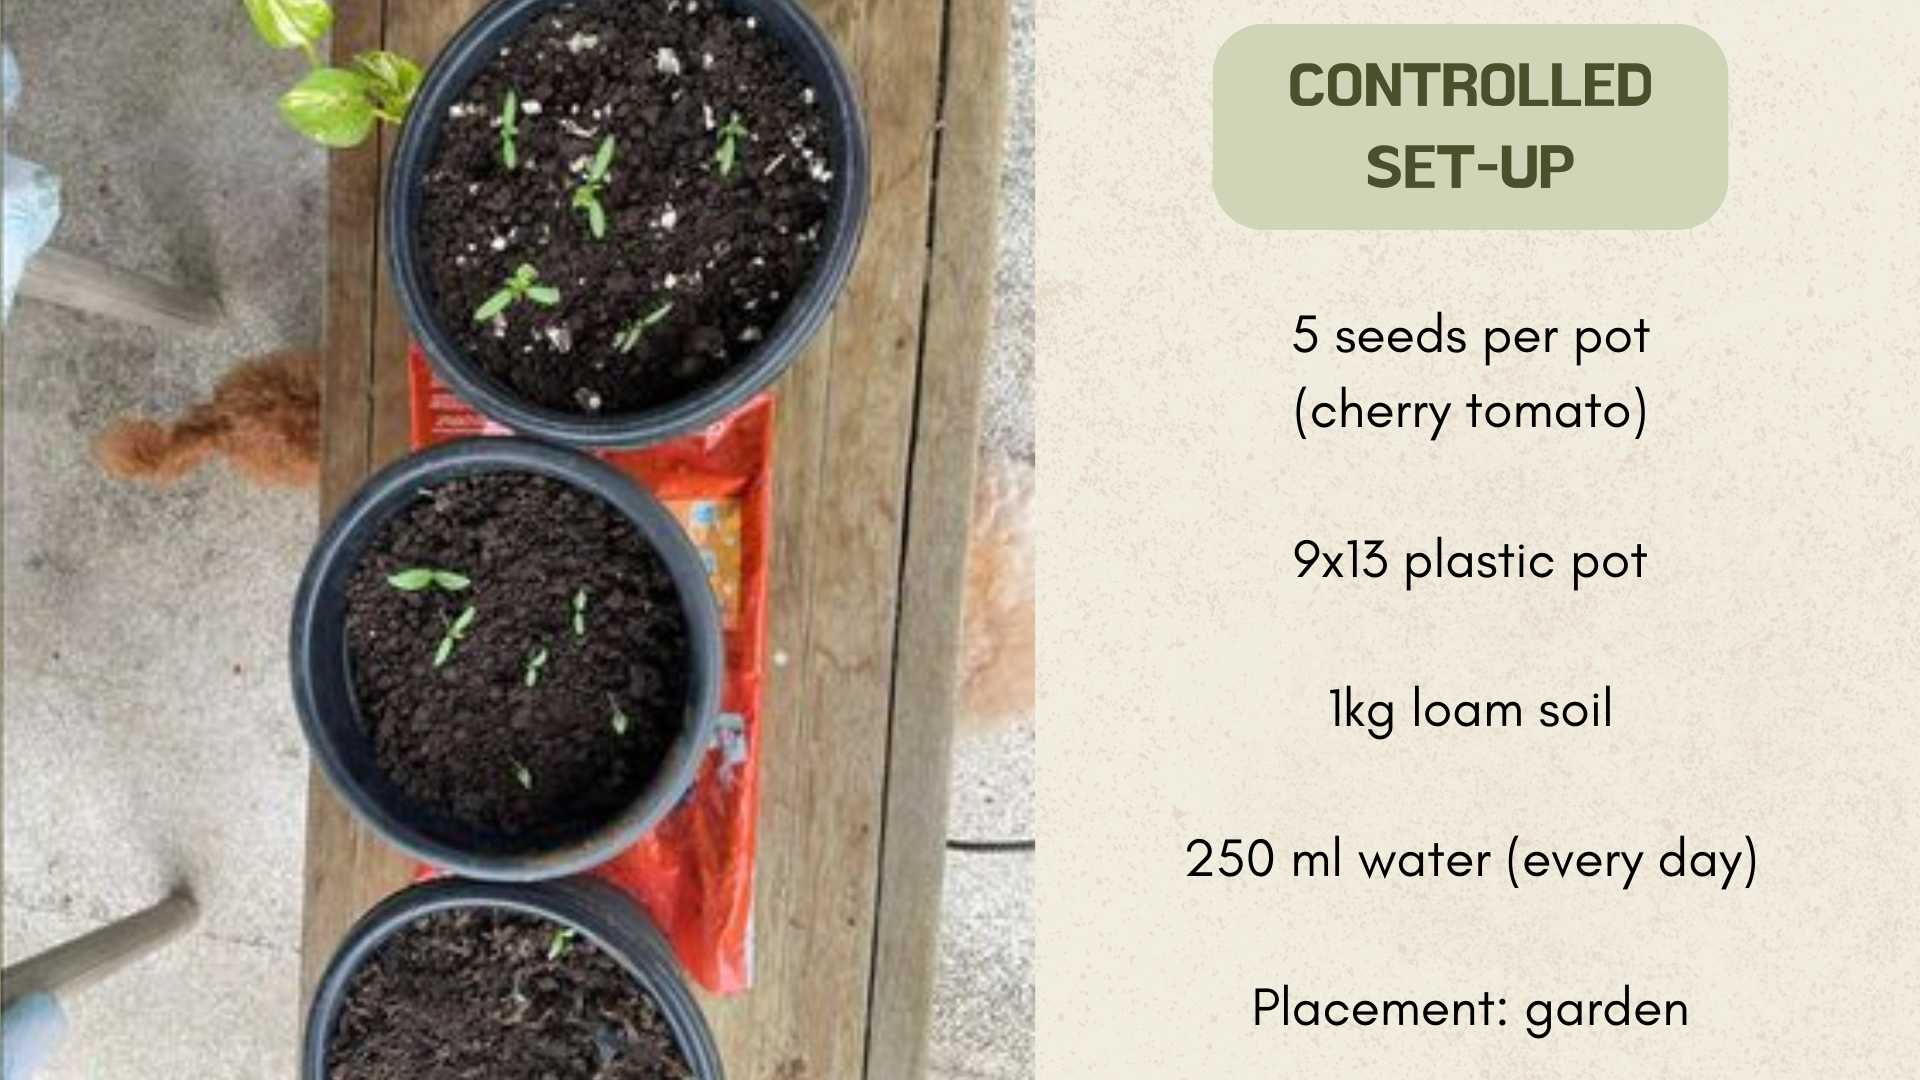 CONTROLLED
SET-UP
5 seeds per pot
(cherry tomato)
9x13 plastic pot
1kg loam soil
250 ml water (every day)
Placement: garden